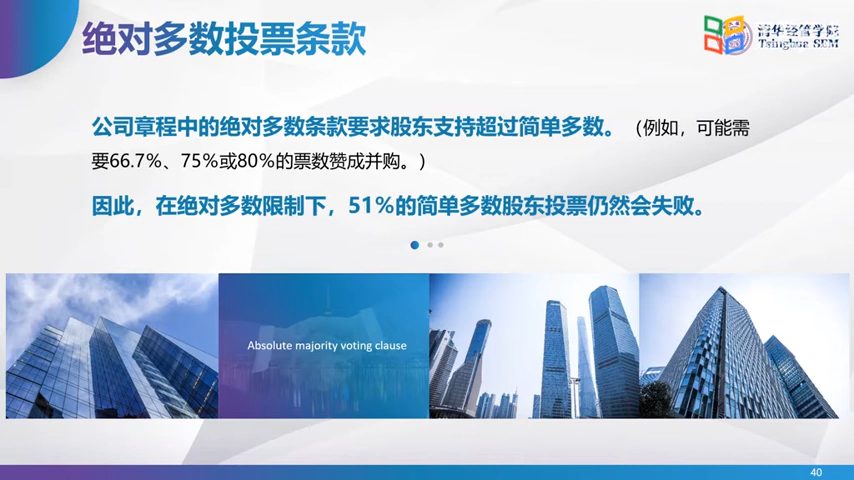 绝对多数投票条款
清华经管学院
Tsinghua SEM
公司章程中的绝对多数条款要求股东支持超过简单多数。（例如，可能需
要66.7%、75%或80%的票数赞成并购。）
因此，在绝对多数限制下，51%的简单多数股东投票仍然会失败。
Absolute majority voting clause
40